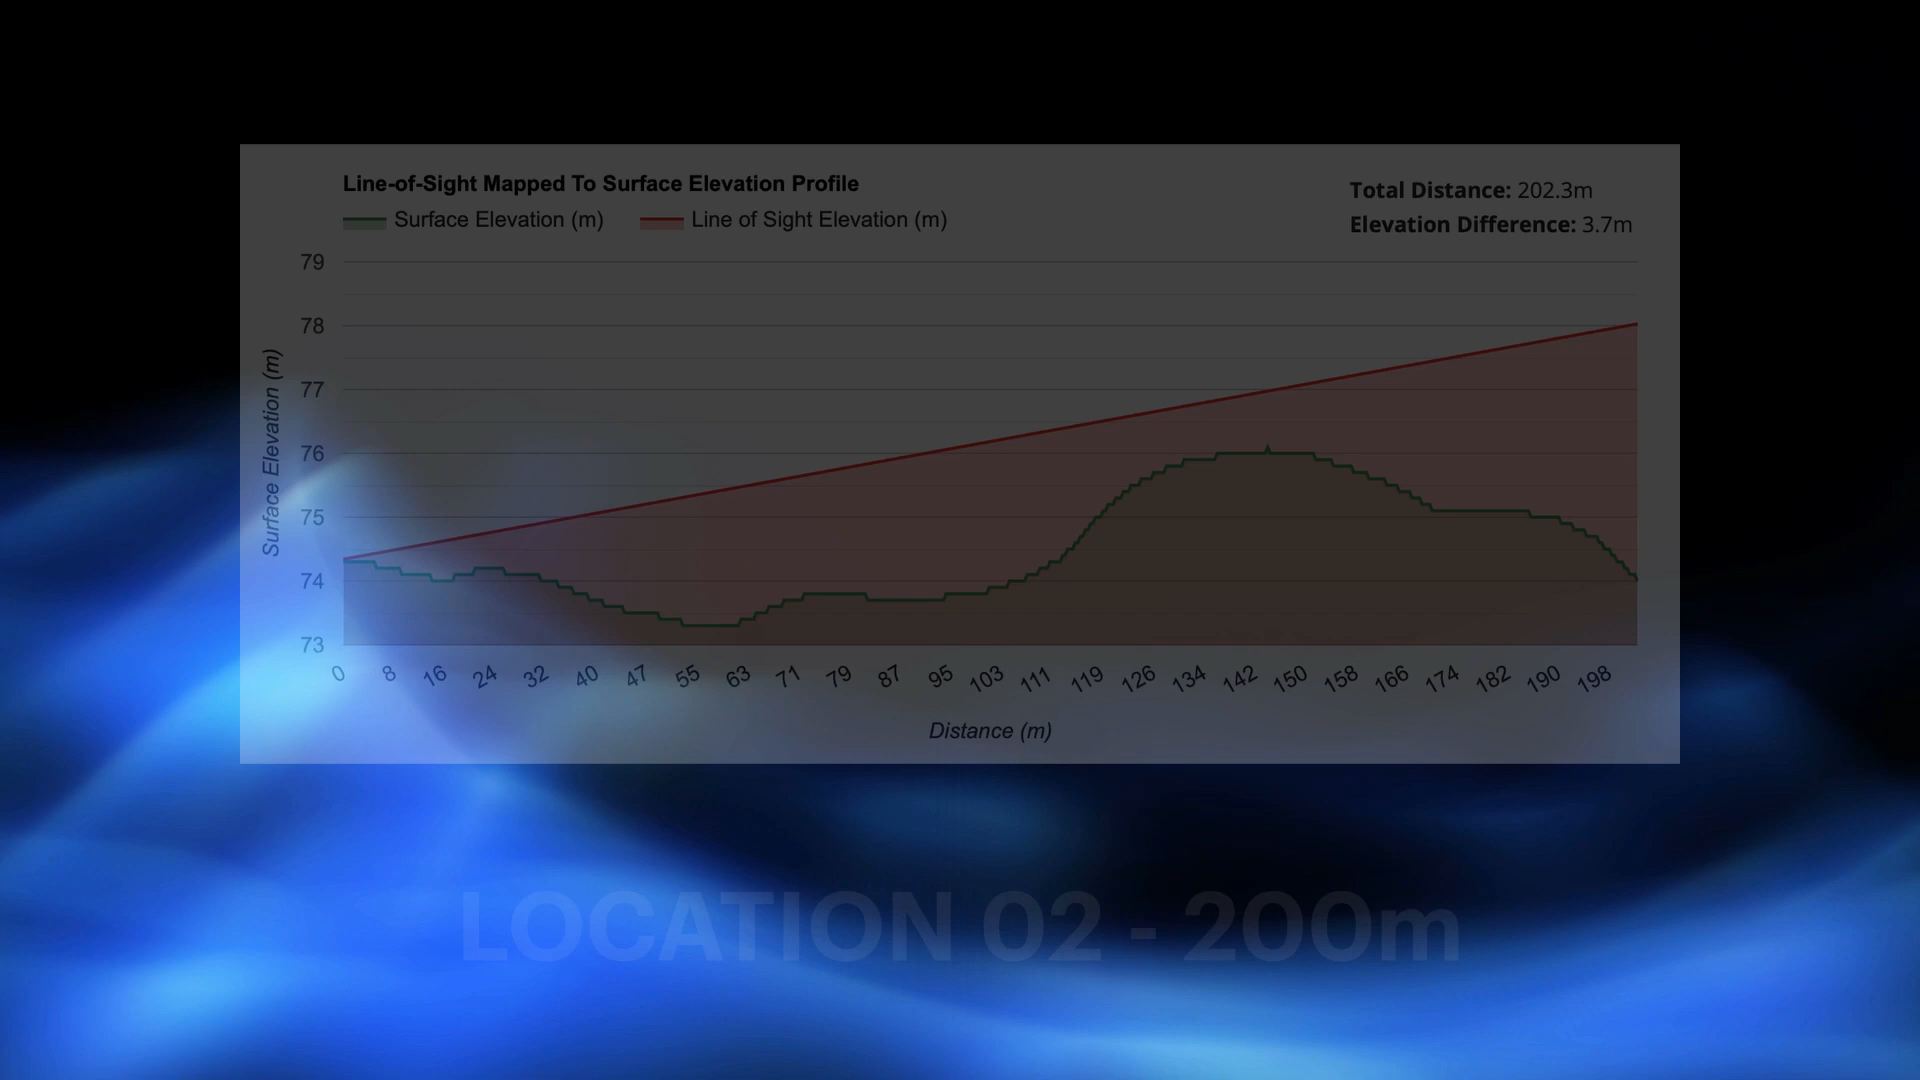 Line-of-Sight Mapped To Surface Elevation Profile
Surface Elevation (m) Line of Sight Elevation (m)
Total Distance: 202.3m
Elevation Difference: 3.7m
79
78
77
76
75
74
73
Surface Elevation (m)
0 8 16 24 32 40 47 55 63 71 79 87 95 103 111 119 126 134 142 150 158 166 174 182 190 198
Distance (m)
LOCATION 02 - 200m